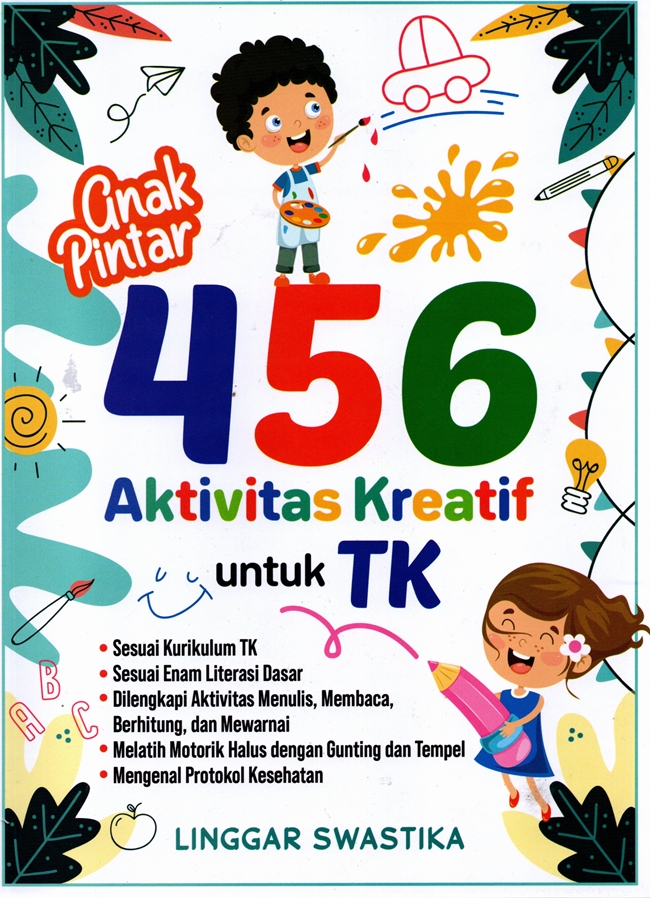 Anak
Pintar
456
Aktivitas Kreatif
untuk TK
• Sesuai Kurikulum TK
• Sesuai Enam Literasi Dasar
• Dilengkapi Aktivitas Menulis, Membaca,
Berhitung, dan Mewarnai
• Melatih Motorik Halus dengan Gunting dan Tempel
• Mengenal Protokol Kesehatan
A B C
LINGGAR SWASTIKA